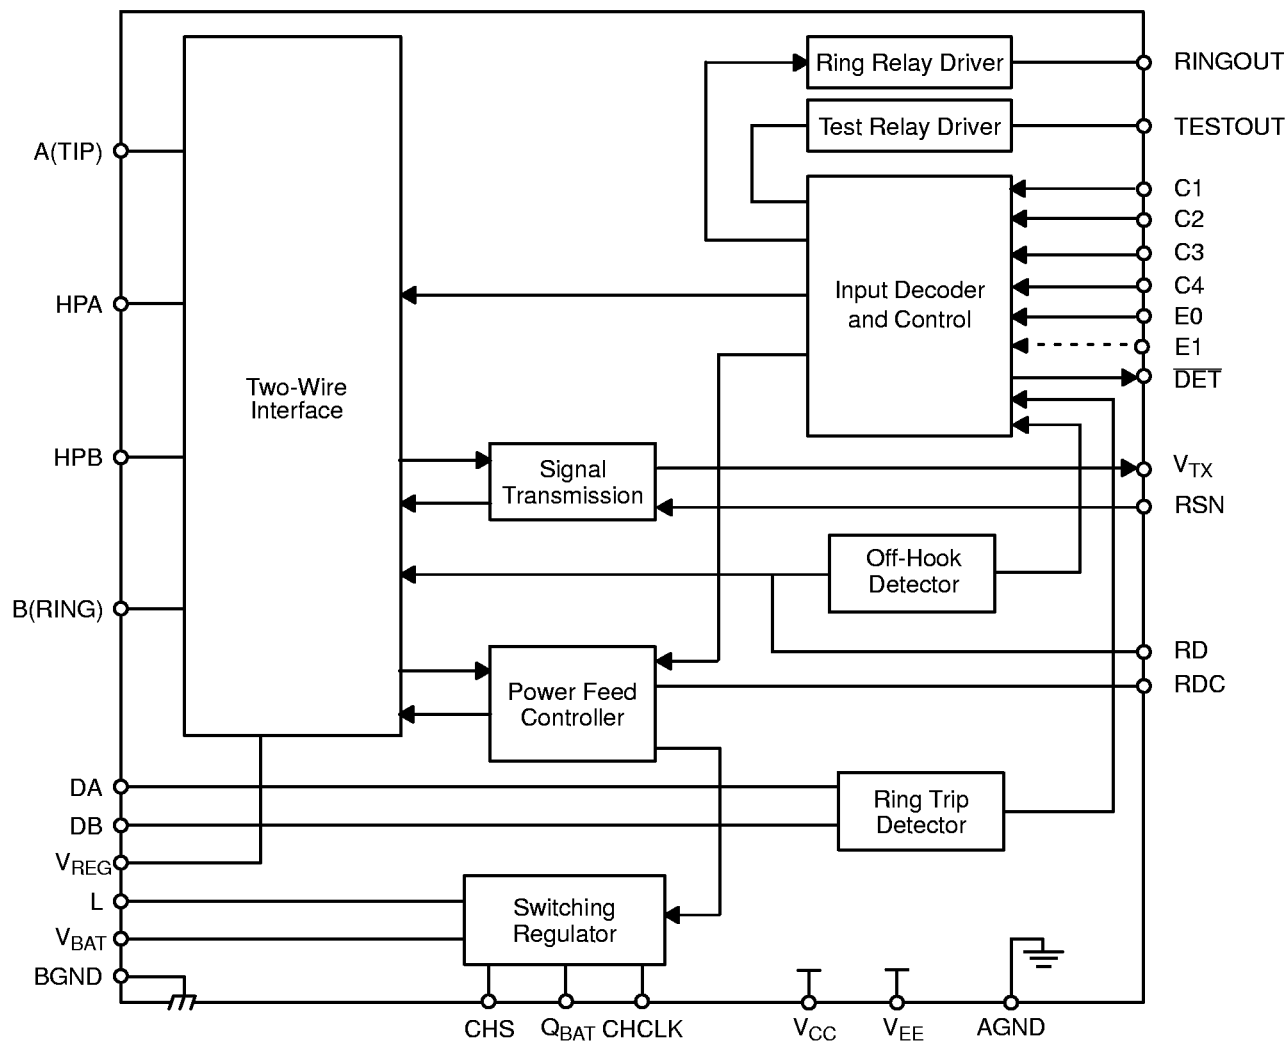 Ring Relay Driver
RINGOUT
Test Relay Driver
TESTOUT
A(TIP)
C1
C2
C3
C4
E0
E1
DET
Input Decoder
and Control
HPA
Two-Wire
Interface
HPB
Signal
Transmission
VTX
RSN
Off-Hook
Detector
B(RING)
RD
RDC
Power Feed
Controller
DA
DB
Ring Trip
Detector
VREG
L
VBAT
BGND
Switching
Regulator
CHS
QBAT
CHCLK
VCC
VEE
AGND